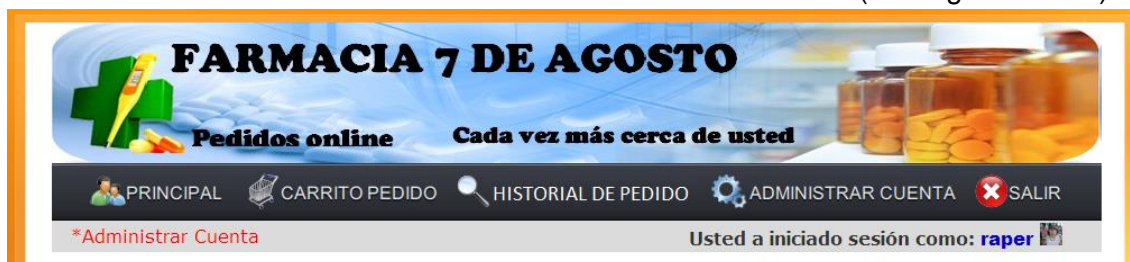 FARMACIA 7 DE AGOSTO
Pedidos online Cada vez más cerca de usted
PRINCIPAL CARRITO PEDIDO HISTORIAL DE PEDIDO ADMINISTRAR CUENTA SALIR
*Administrar Cuenta Usted a iniciado sesión como: raper